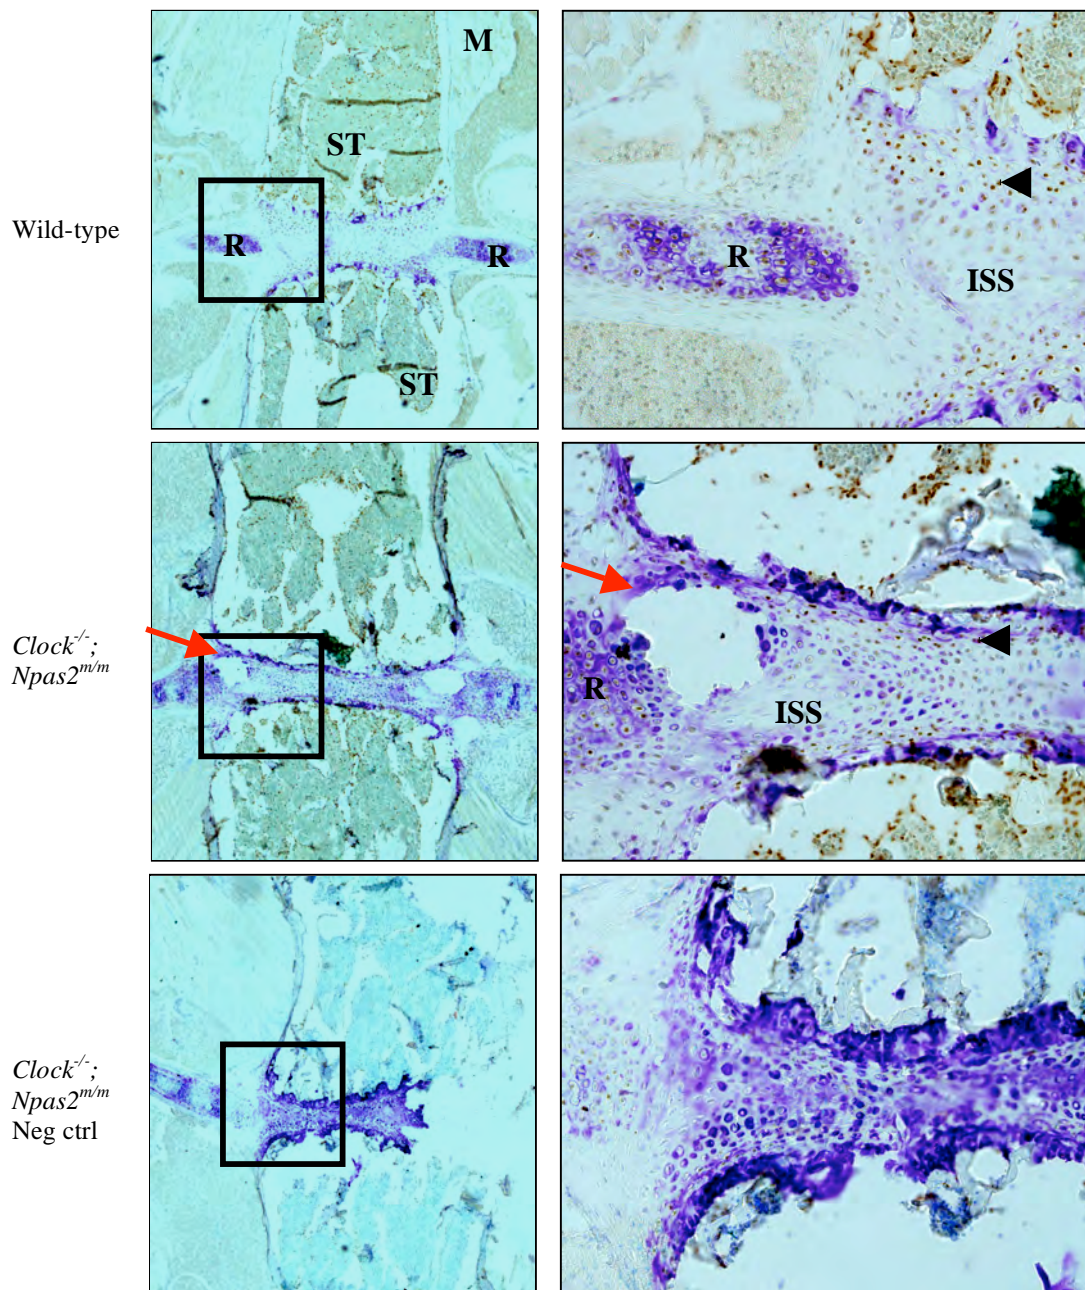 M
ST
Wild-type
R
R
ST
R
ISS
Clock-/-;
Npas2m/m
R
ISS
Clock-/-;
Npas2m/m
Neg ctrl